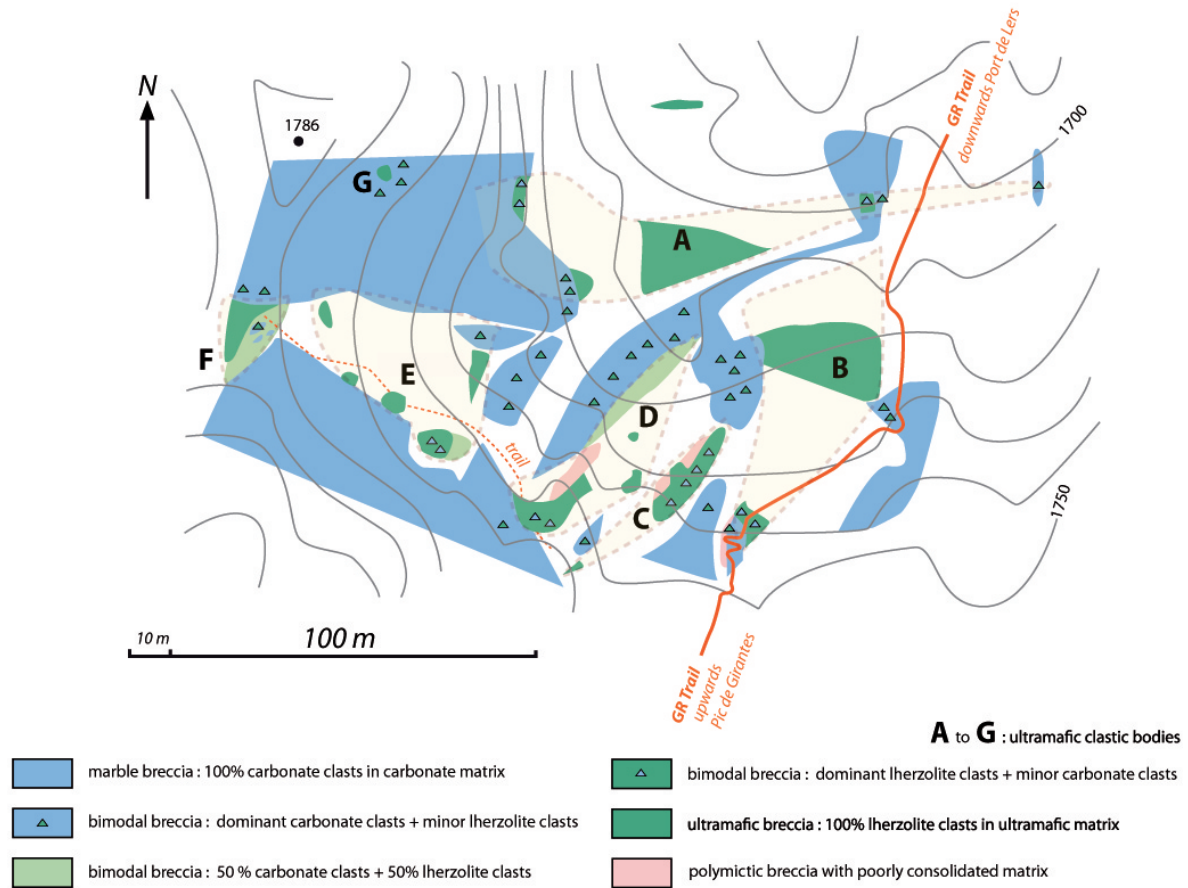 N
1786
G
A
GR Trail
downwards Port de Lers
1700
F
E
B
D
trail
C
1750
10 m
100 m
GR Trail
upwards
Pic de Girantes
A to G : ultramafic clastic bodies
marble breccia : 100% carbonate clasts in carbonate matrix
bimodal breccia : dominant carbonate clasts + minor lherzolite clasts
bimodal breccia : 50 % carbonate clasts + 50% lherzolite clasts
bimodal breccia : dominant lherzolite clasts + minor carbonate clasts
ultramafic breccia : 100% lherzolite clasts in ultramafic matrix
polymictic breccia with poorly consolidated matrix